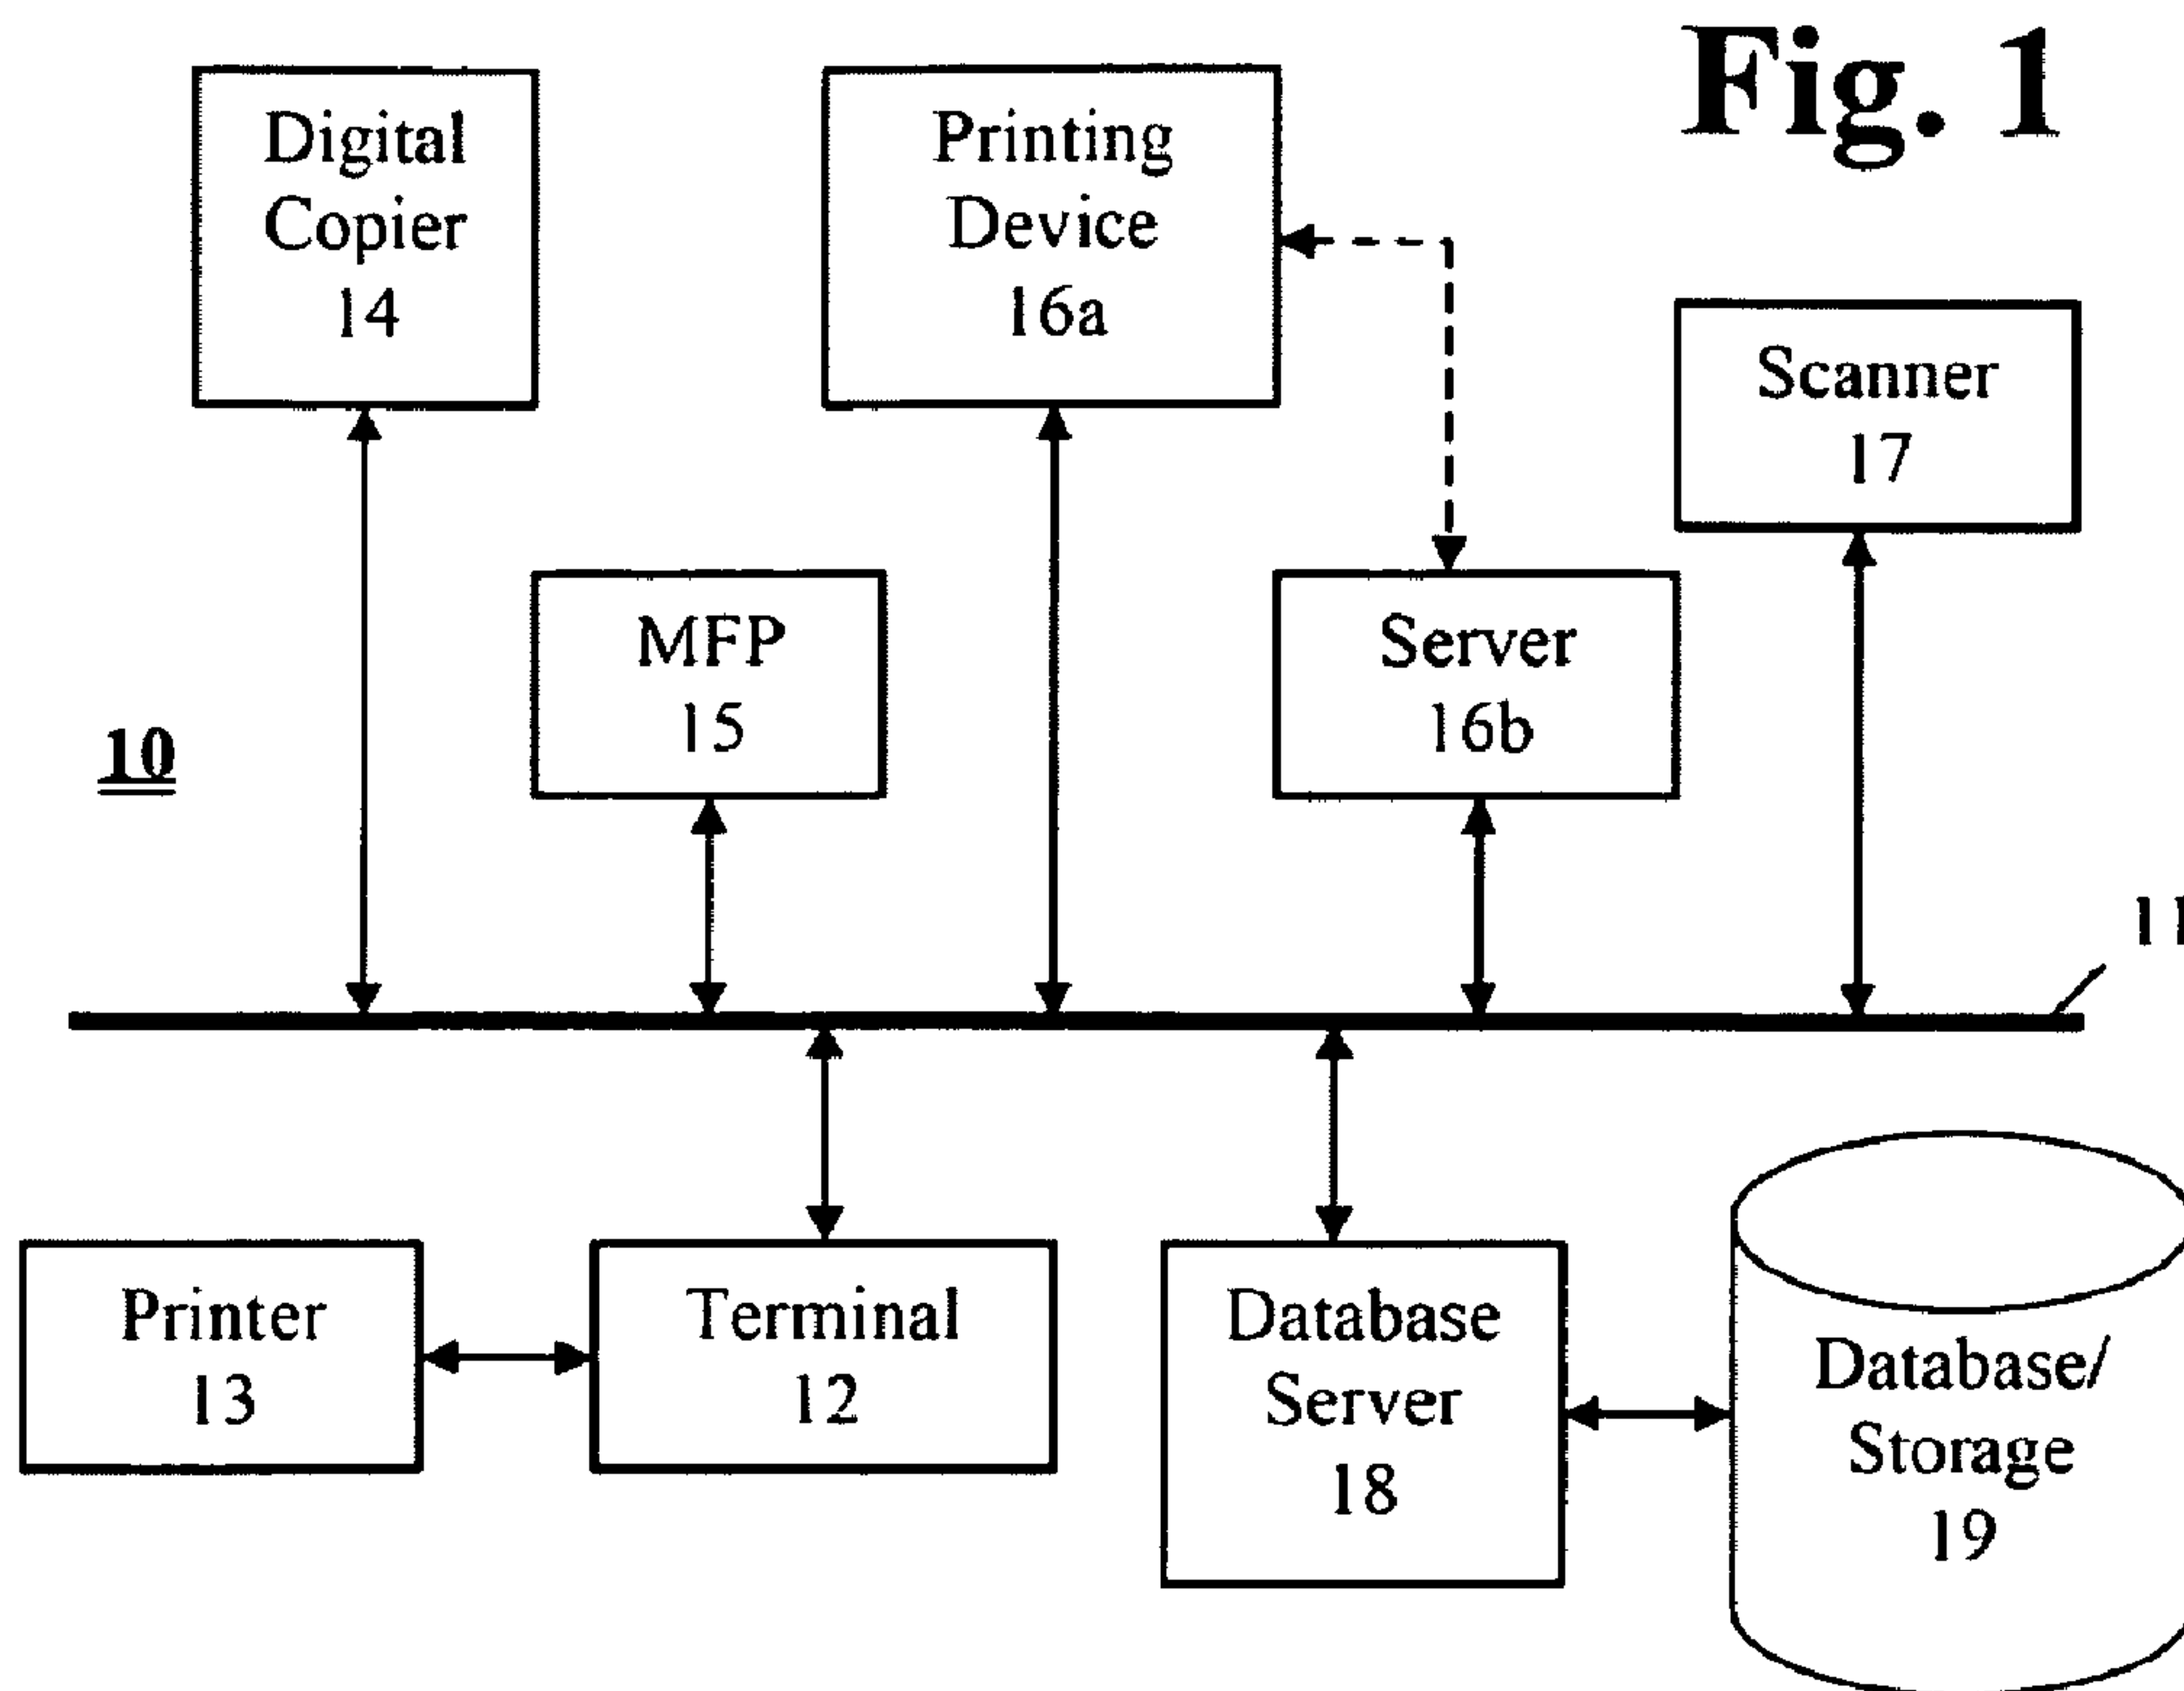 Fig. 1
Digital
Copier
14
Printing
Device
16a
Scanner
17
MFP
15
Server
16b
10
11
Printer
13
Terminal
12
Database
Server
18
Database/
Storage
19